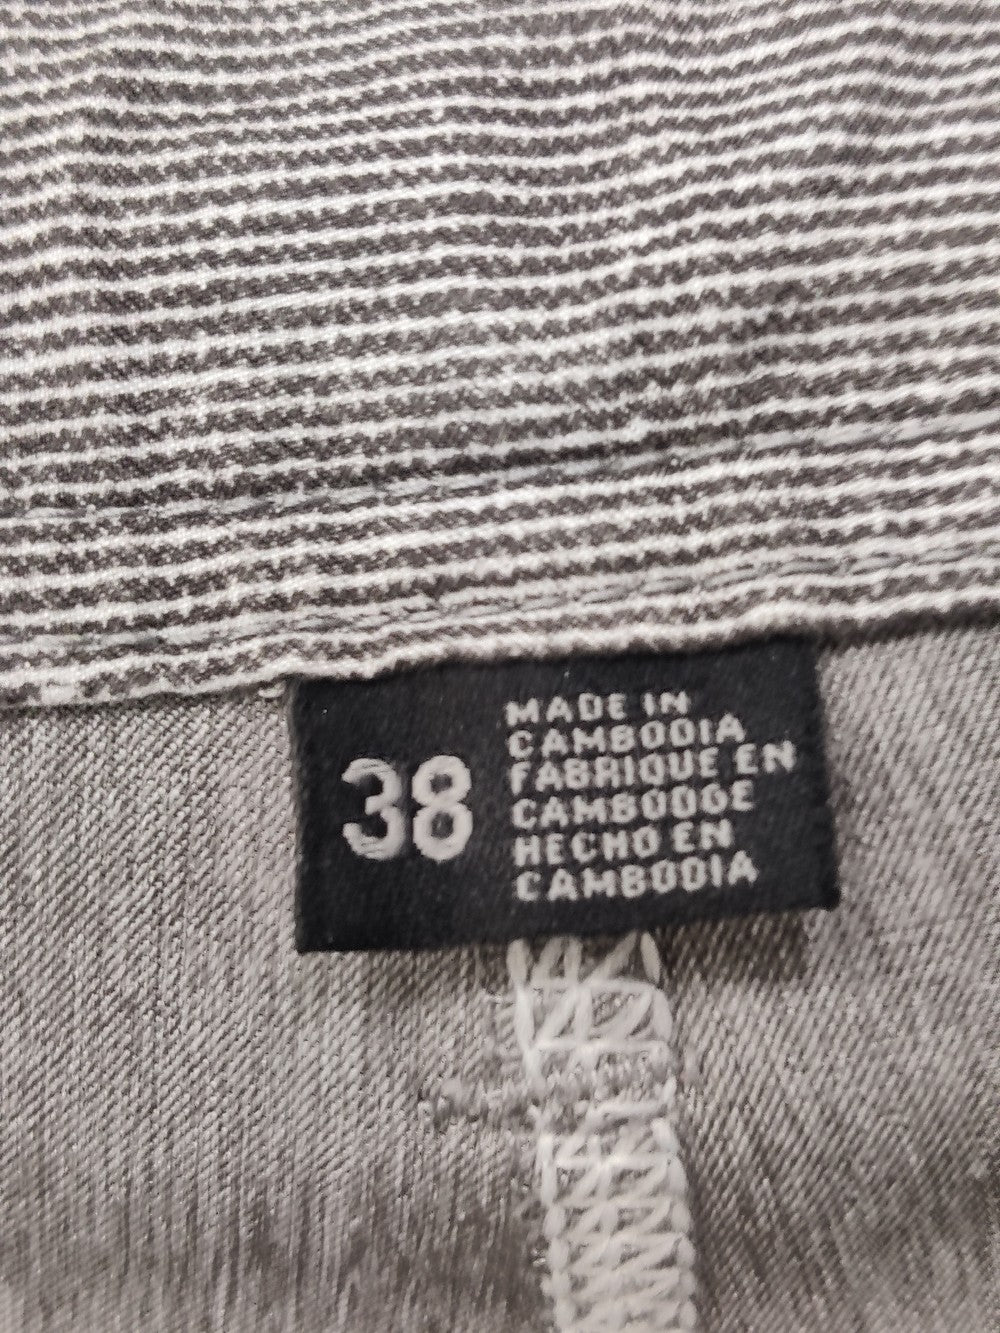 38
MADE IN
CAMBODIA
FABRIQUE EN
CAMBODGE
HECHO EN
CAMBODIA